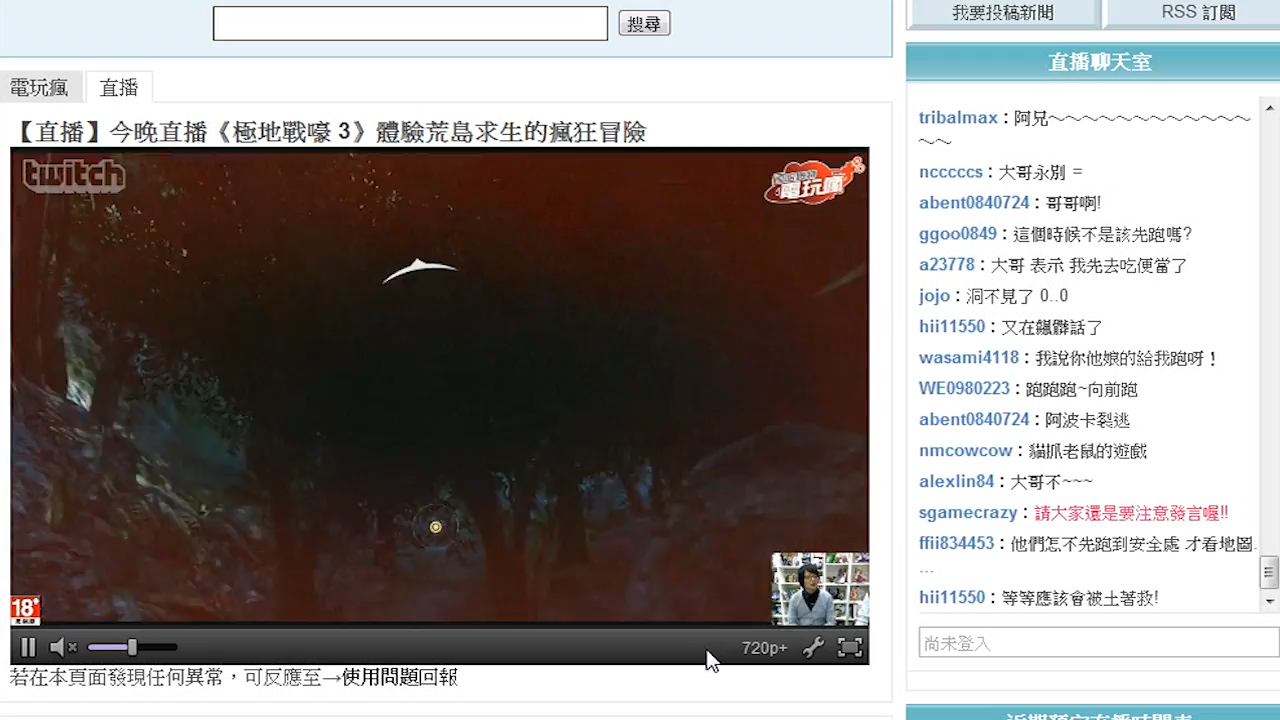 搜尋
我要投稿新聞
RSS 訂閱
直播聊天室
電玩瘋
直播
【直播】今晚直播《極地戰嚎 3》體驗荒島求生的瘋狂冒險
twitch
電玩瘋
18+
720p+
若在本頁面發現任何異常，可反應至→使用問題回報
tribalmax：阿兄～～～～～～～～～～～～
～～
ncccccs：大哥永別 =
abent0840724：哥哥啊!
ggoo0849：這個時候不是該先跑嗎?
a23778：大哥 表示 我先去吃便當了
jojo：洞不見了 0..0
hii11550：又在飆髒話了
wasami4118：我說你他娘的給我跑呀！
WE0980223：跑跑跑~向前跑
abent0840724：阿波卡裂逃
nmcowcow：貓抓老鼠的遊戲
alexlin84：大哥不~~~
sgamecrazy：請大家還是要注意發言喔!!
ffii834453：他們怎不先跑到安全處 才看地圖.
...
hii11550：等等應該會被土著救!
尚未登入